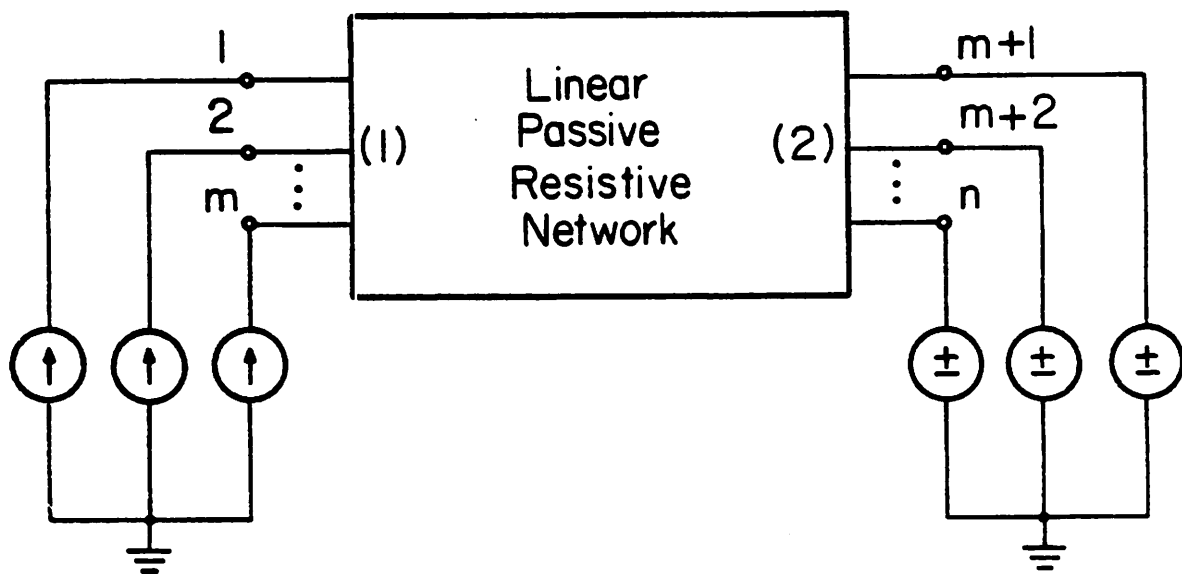 1
2
m
(1)
Linear
Passive
Resistive
Network
(2)
m+1
m+2
n